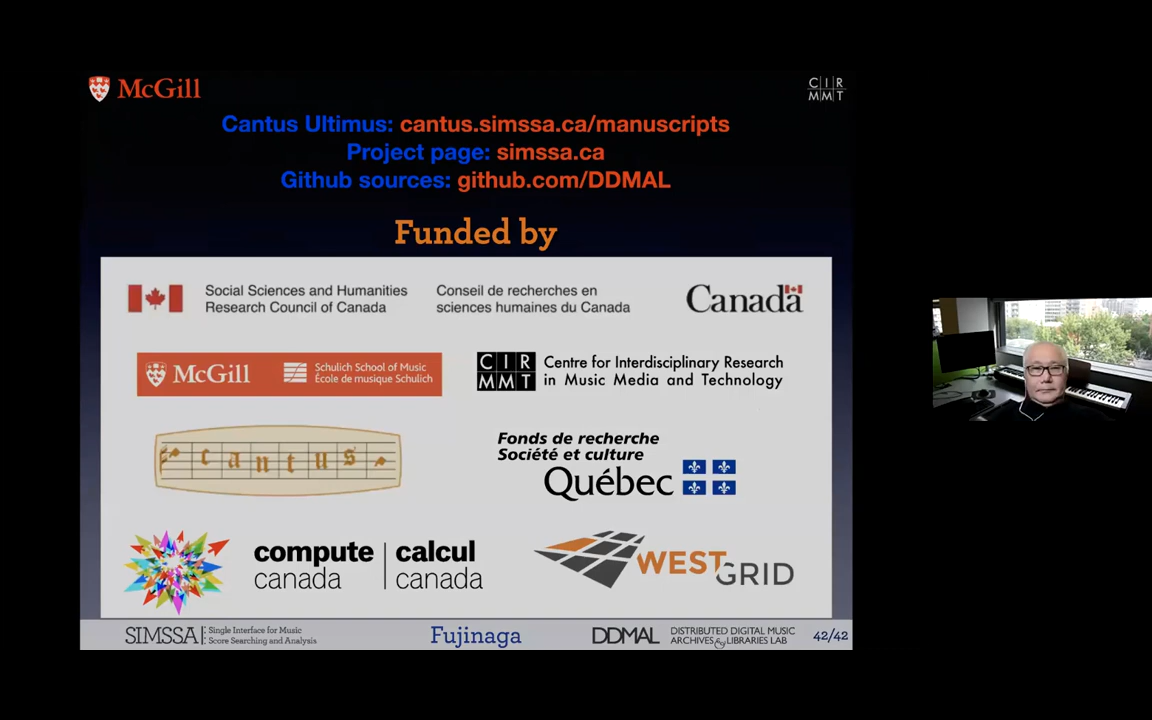 McGill
CIR
MMT
Cantus Ultimus: cantus.simssa.ca/manuscripts
Project page: simssa.ca
Github sources: github.com/DDMAL
Funded by
Social Sciences and Humanities
Research Council of Canada
Conseil de recherches en
sciences humaines du Canada
Canada
McGill
Schulich School of Music
École de musique Schulich
CIR
MMT
Centre for Interdisciplinary Research
in Music Media and Technology
cantus
Fonds de recherche
Société et culture
Québec
compute
canada
calcul
canada
WESTGRID
SIMSSA
Single Interface for Music
Score Searching and Analysis
Fujinaga
DDMAL
DISTRIBUTED DIGITAL MUSIC
ARCHIVES & LIBRARIES LAB
42/42